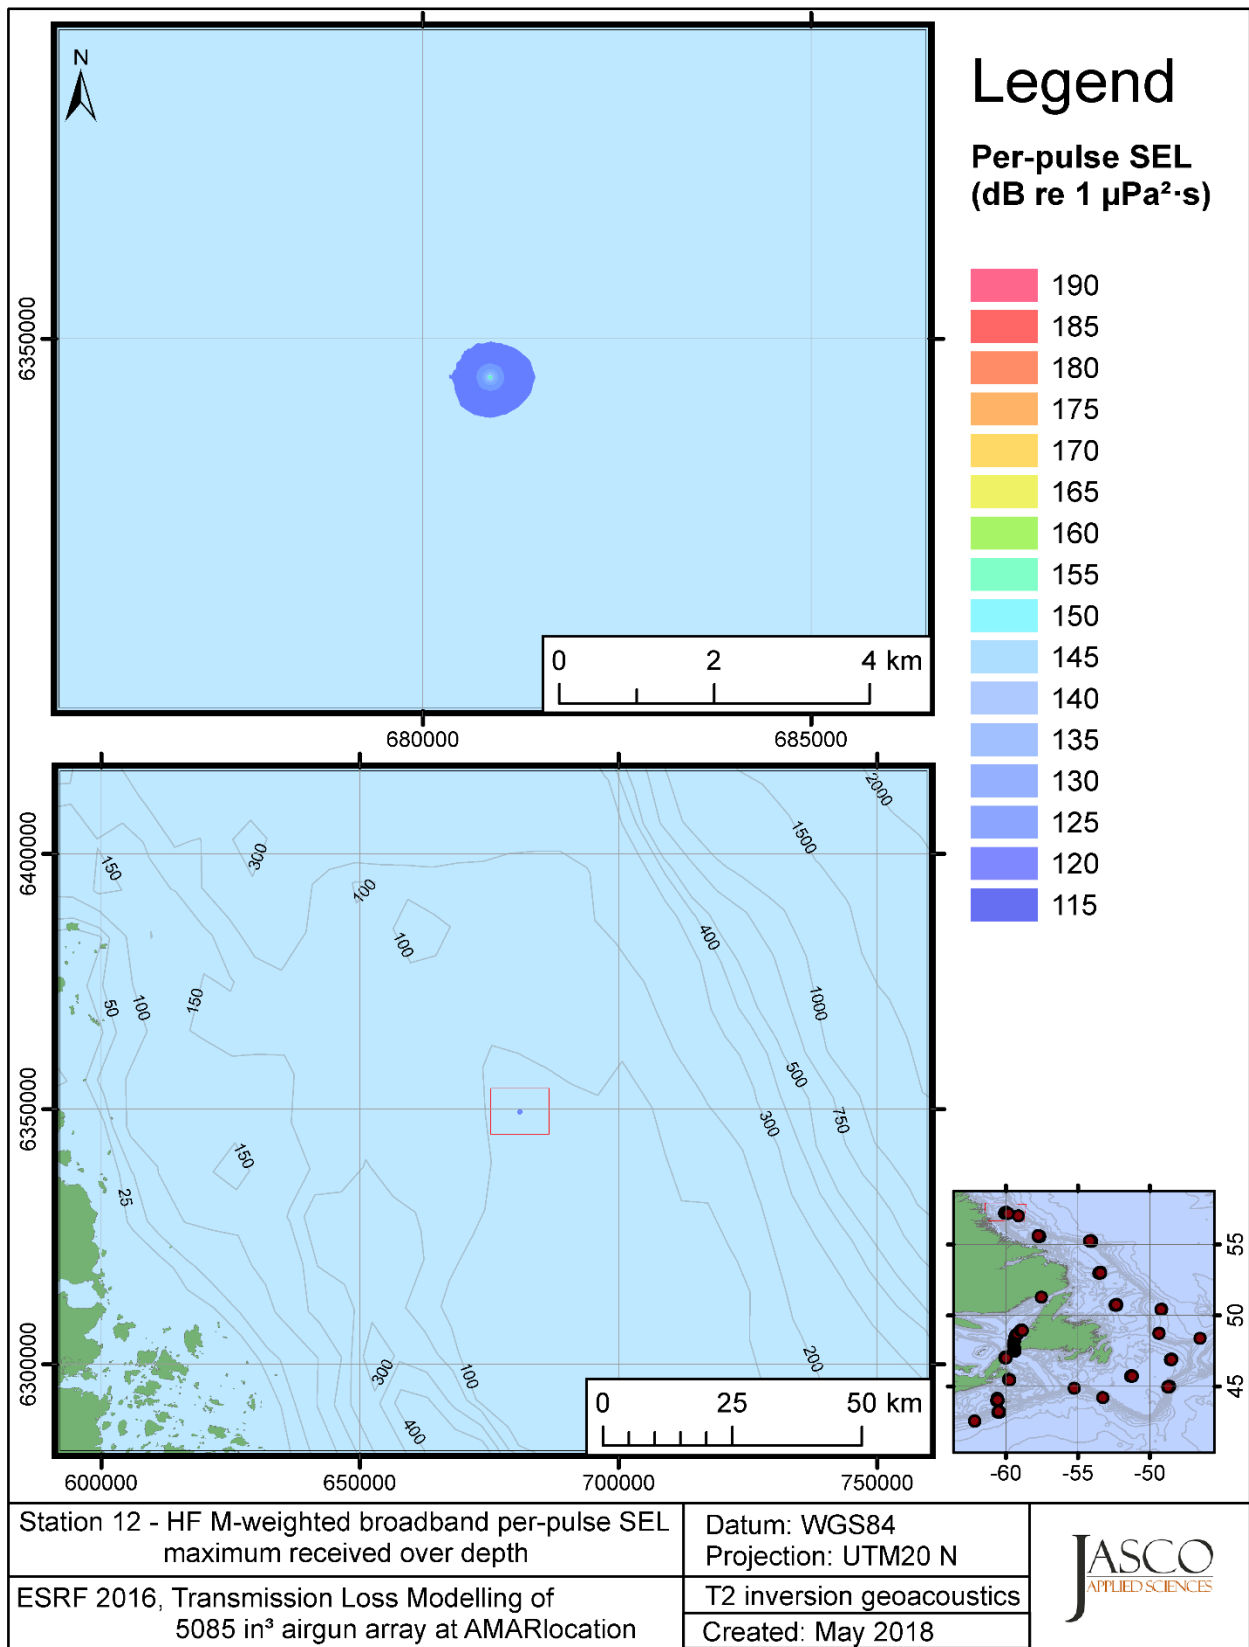 N
6350000
0 2 4 km
680000 685000
Legend
Per-pulse SEL
(dB re 1 µPa²·s)
190
185
180
175
170
165
160
155
150
145
140
135
130
125
120
115
6400000
6350000
6300000
2000
1500
300
150
100
100
400
150
50
100
1000
500
750
300
150
25
300
100
200
400
0 25 50 km
600000 650000 700000 750000
55
50
45
-60 -55 -50
Station 12 - HF M-weighted broadband per-pulse SEL
maximum received over depth
ESRF 2016, Transmission Loss Modelling of
5085 in³ airgun array at AMARlocation
Datum: WGS84
Projection: UTM20 N
T2 inversion geoacoustics
Created: May 2018
JASCO
APPLIED SCIENCES